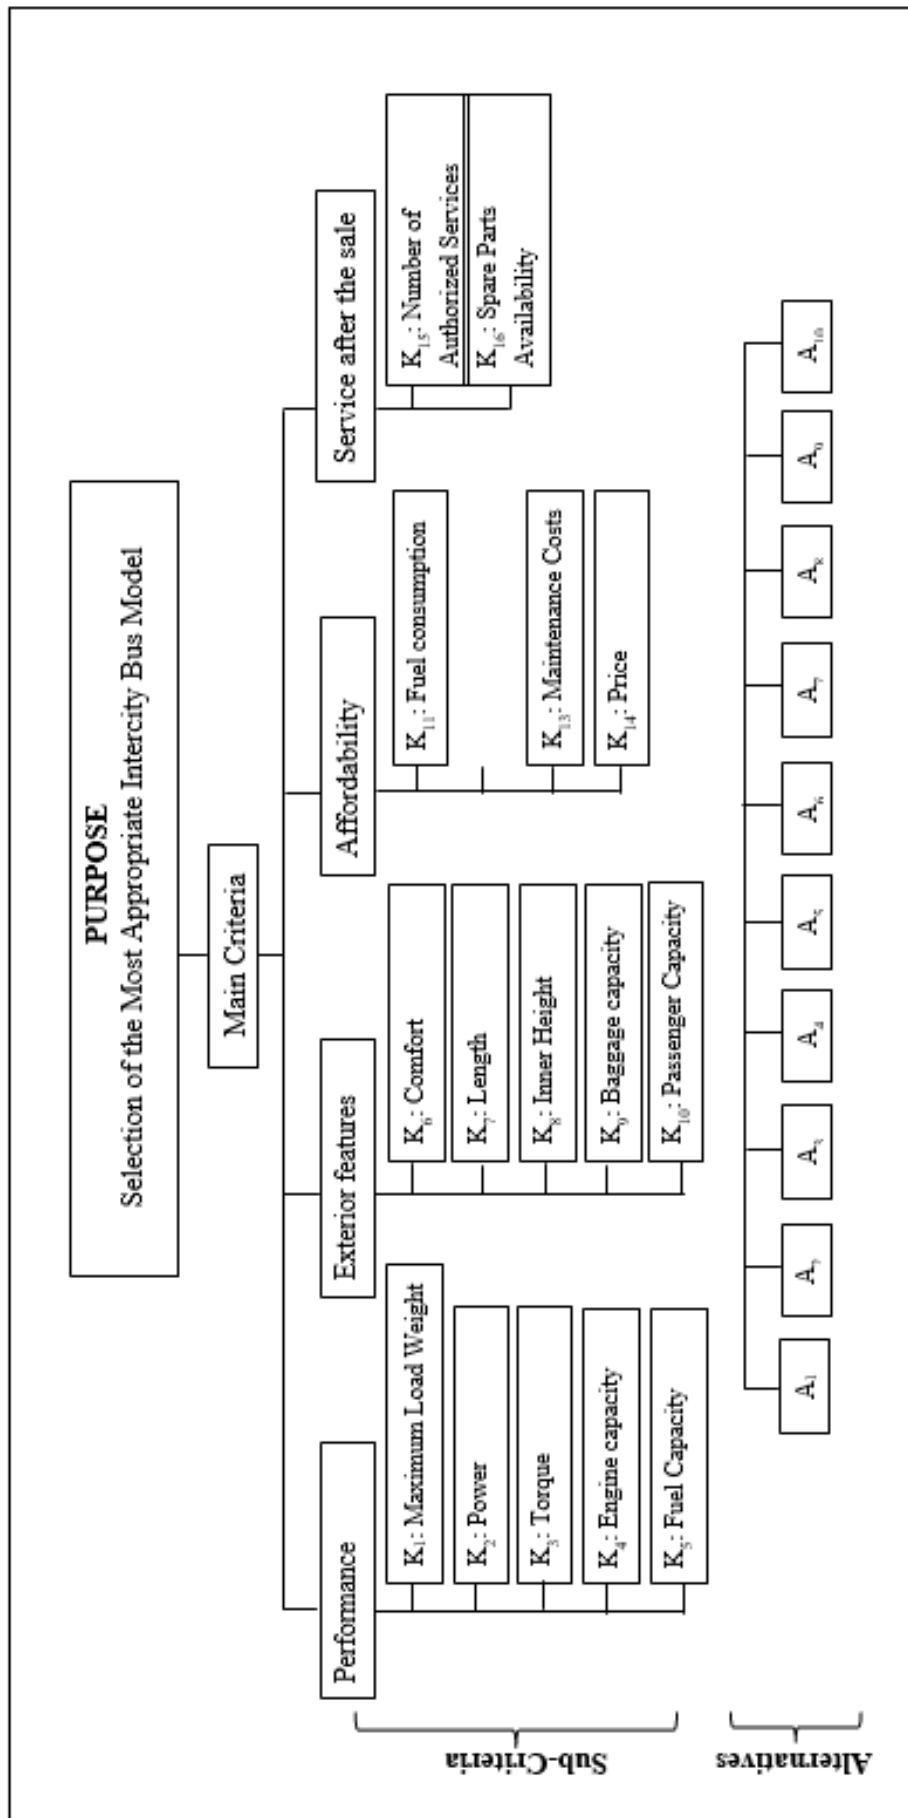 PURPOSE
Selection of the Most Appropriate Intercity Bus Model
Main Criteria
Performance
Exterior features
Affordability
Service after the sale
K₁: Maximum Load Weight
K₂: Power
K₃: Torque
K₄: Engine capacity
K₅: Fuel Capacity
K₆: Comfort
K₇: Length
K₈: Inner Height
K₉: Baggage capacity
K₁₀: Passenger Capacity
K₁₁: Fuel consumption
K₁₃: Maintenance Costs
K₁₄: Price
K₁₅: Number of
Authorized Services
K₁₆: Spare Parts
Availability
Sub-Criteria
A₁ A₂ A₃ A₄ A₅ A₆ A₇ A₈ A₉ A₁₀
Alternatives